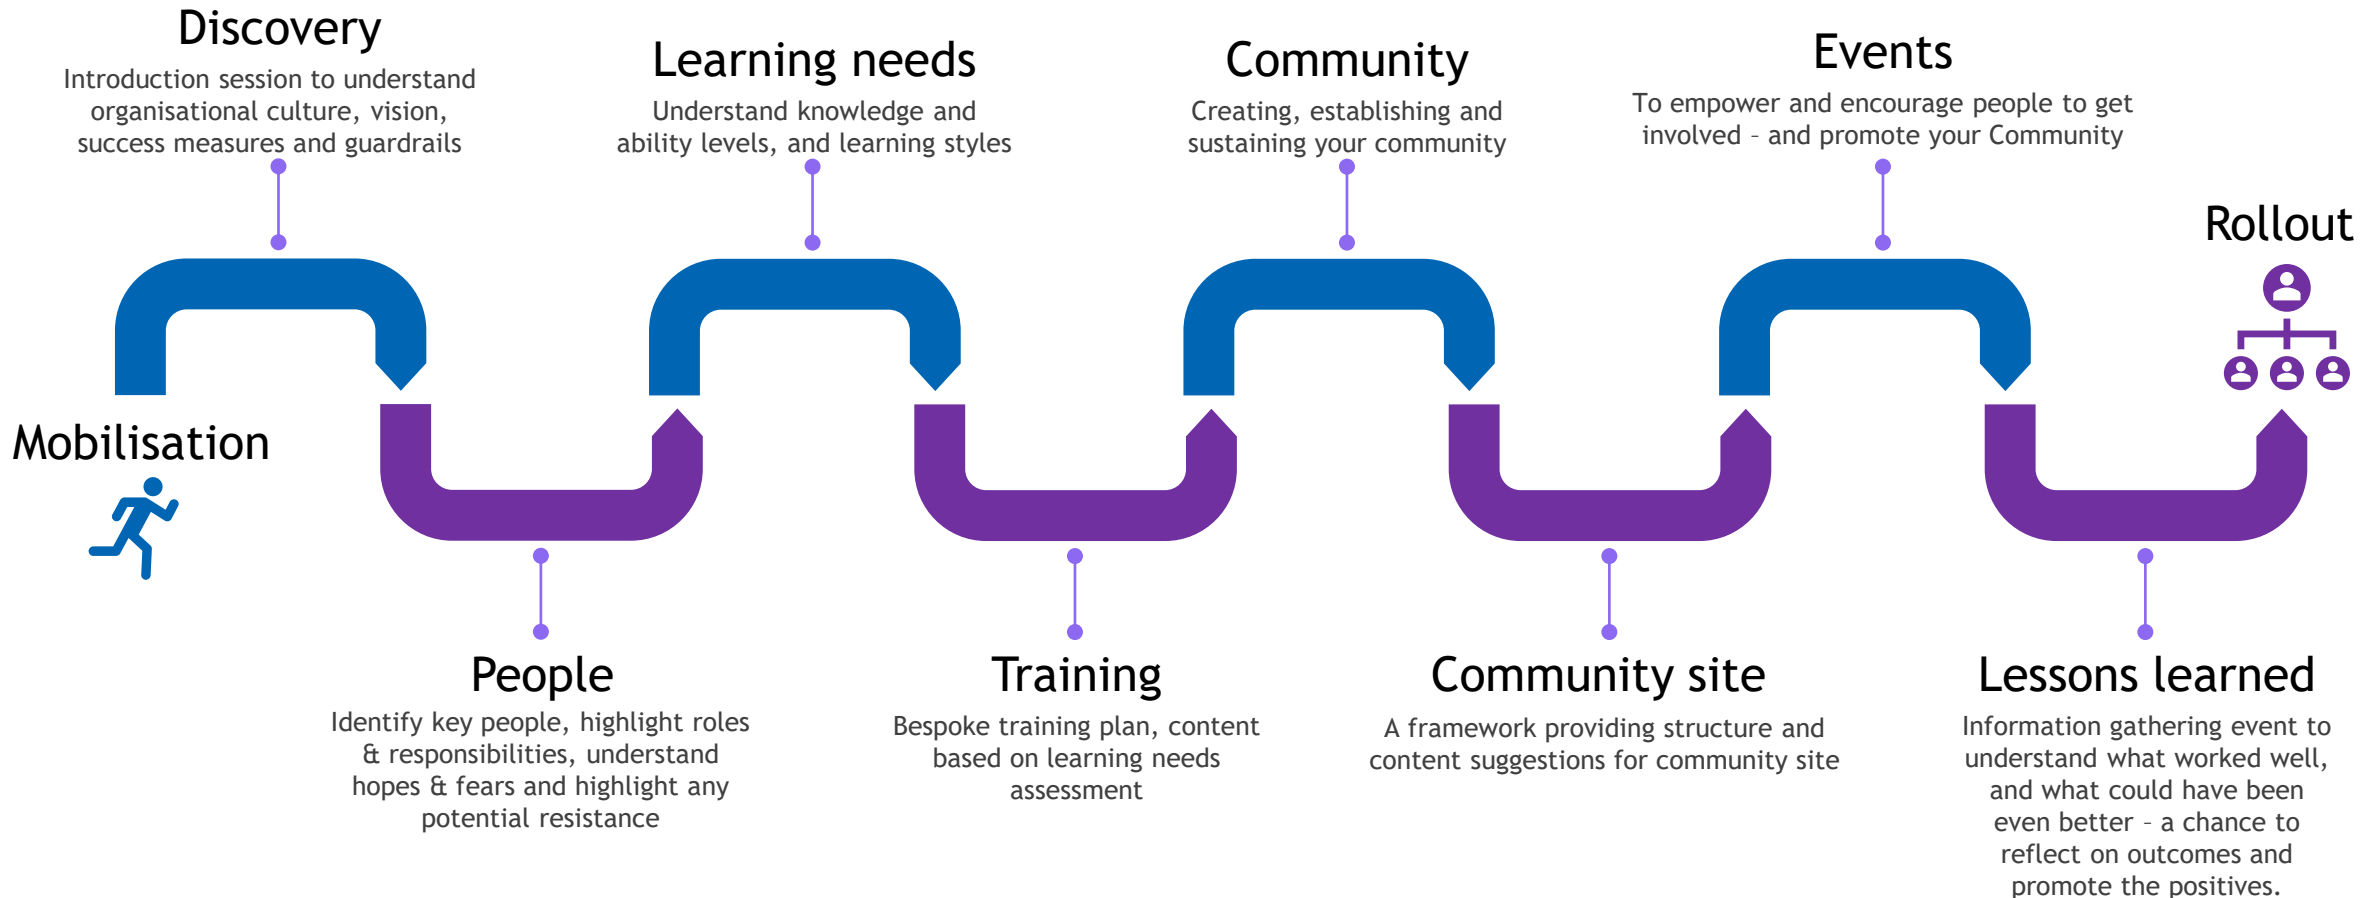 Discovery
Introduction session to understand
organisational culture, vision,
success measures and guardrails
Learning needs
Understand knowledge and
ability levels, and learning styles
Community
Creating, establishing and
sustaining your community
Events
To empower and encourage people to get
involved – and promote your Community
Rollout
Mobilisation
People
Identify key people, highlight roles
& responsibilities, understand
hopes & fears and highlight any
potential resistance
Training
Bespoke training plan, content
based on learning needs
assessment
Community site
A framework providing structure and
content suggestions for community site
Lessons learned
Information gathering event to
understand what worked well,
and what could have been
even better – a chance to
reflect on outcomes and
promote the positives.